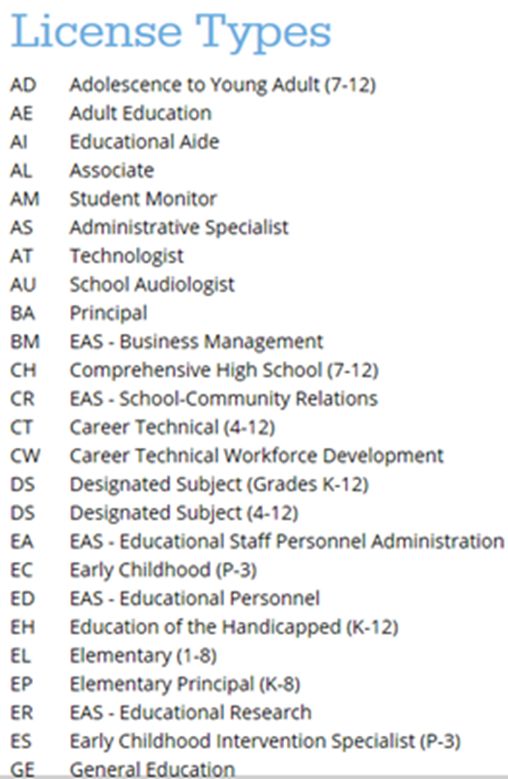 License Types
AD Adolescence to Young Adult (7-12)
AE Adult Education
AI Educational Aide
AL Associate
AM Student Monitor
AS Administrative Specialist
AT Technologist
AU School Audiologist
BA Principal
BM EAS - Business Management
CH Comprehensive High School (7-12)
CR EAS - School-Community Relations
CT Career Technical (4-12)
CW Career Technical Workforce Development
DS Designated Subject (Grades K-12)
DS Designated Subject (4-12)
EA EAS - Educational Staff Personnel Administration
EC Early Childhood (P-3)
ED EAS - Educational Personnel
EH Education of the Handicapped (K-12)
EL Elementary (1-8)
EP Elementary Principal (K-8)
ER EAS - Educational Research
ES Early Childhood Intervention Specialist (P-3)
GE General Education